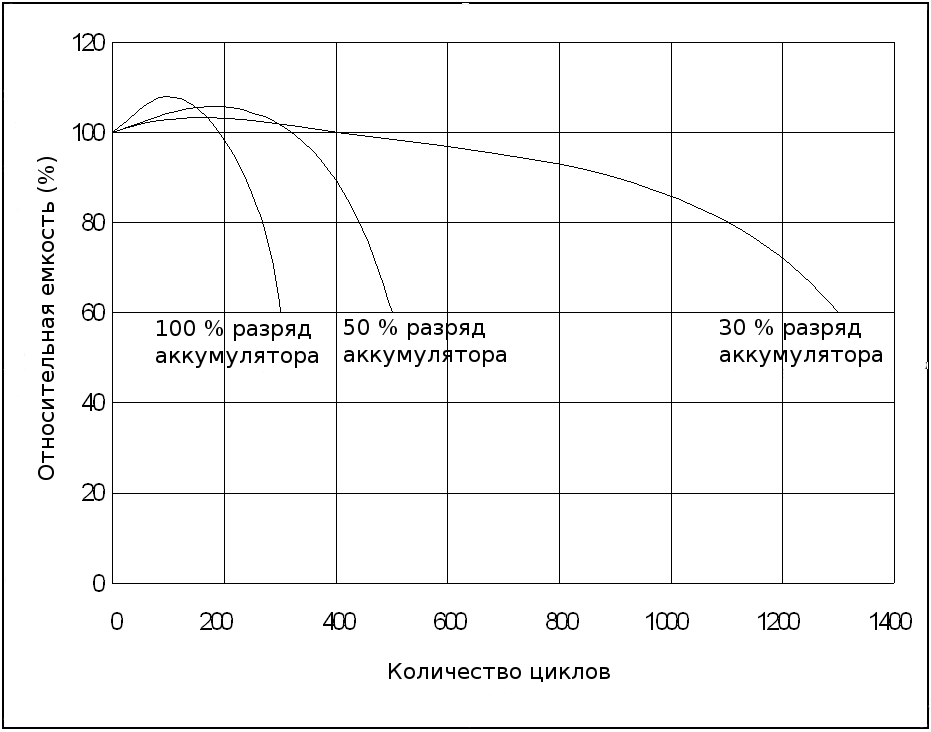 120
100
80
60
40
20
0
Относительная емкость (%)
100 % разряд
аккумулятора
50 % разряд
аккумулятора
30 % разряд
аккумулятора
0 200 400 600 800 1000 1200 1400
Количество циклов